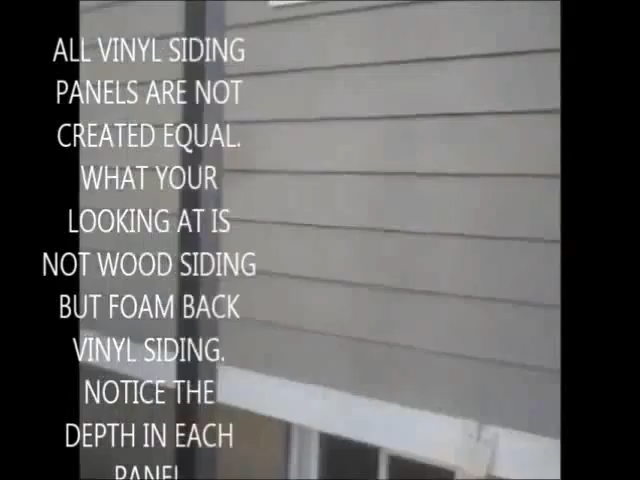 ALL VINYL SIDING
PANELS ARE NOT
CREATED EQUAL.
WHAT YOUR
LOOKING AT IS
NOT WOOD SIDING
BUT FOAM BACK
VINYL SIDING.
NOTICE THE
DEPTH IN EACH
PANEL